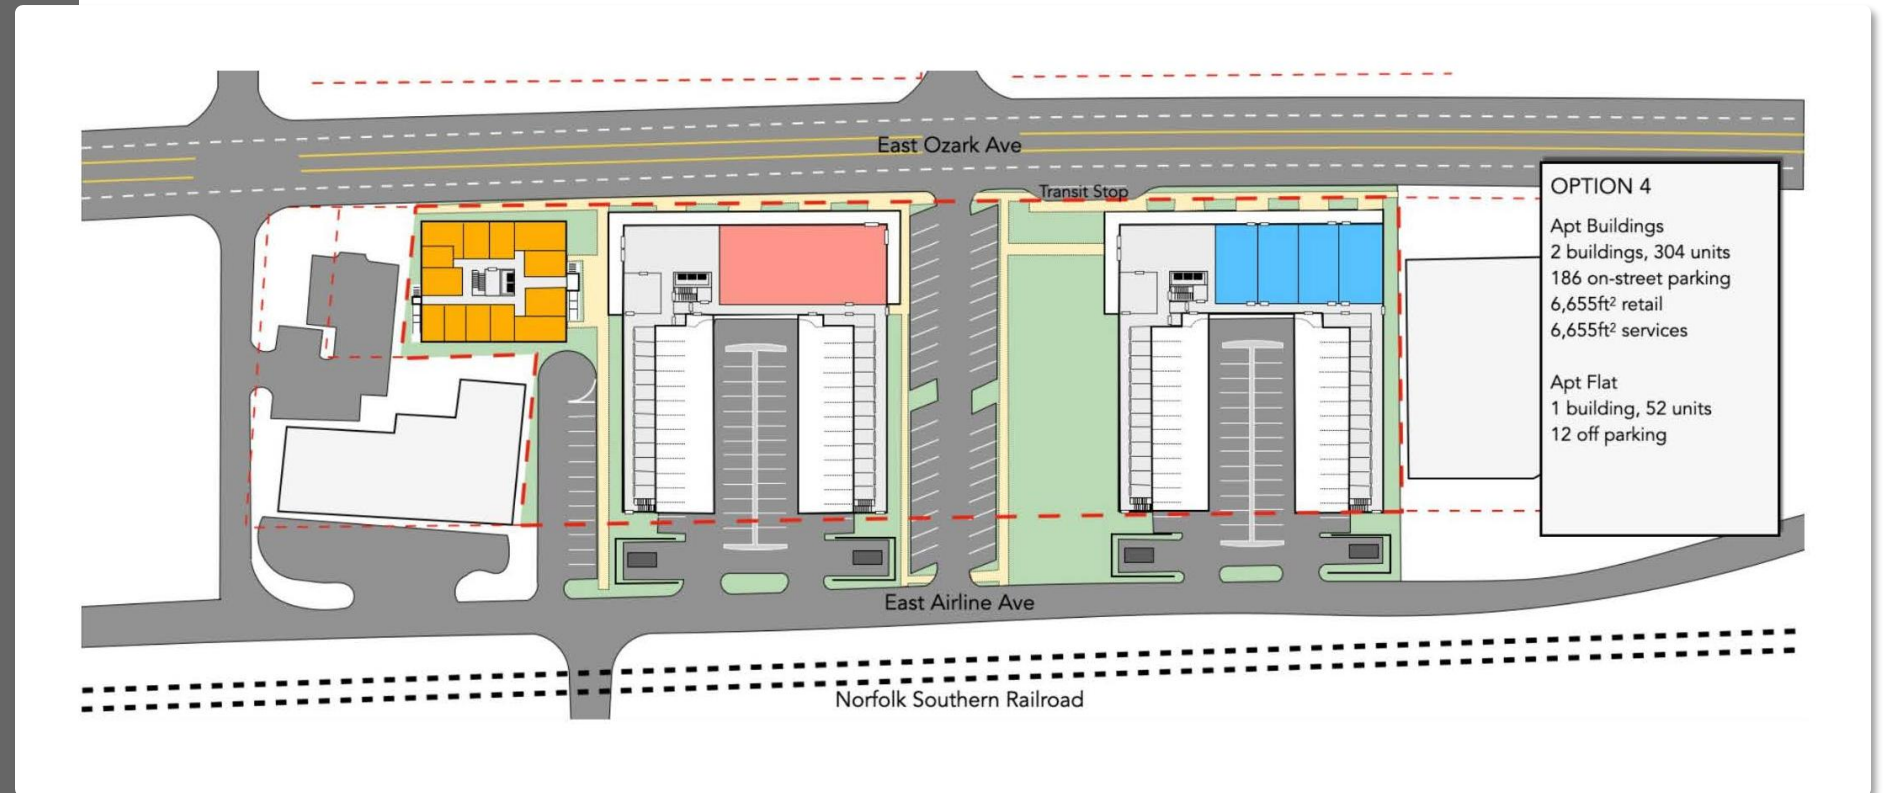 East Ozark Ave
Transit Stop
OPTION 4
Apt Buildings
2 buildings, 304 units
186 on-street parking
6,655ft² retail
6,655ft² services
Apt Flat
1 building, 52 units
12 off parking
East Airline Ave
Norfolk Southern Railroad